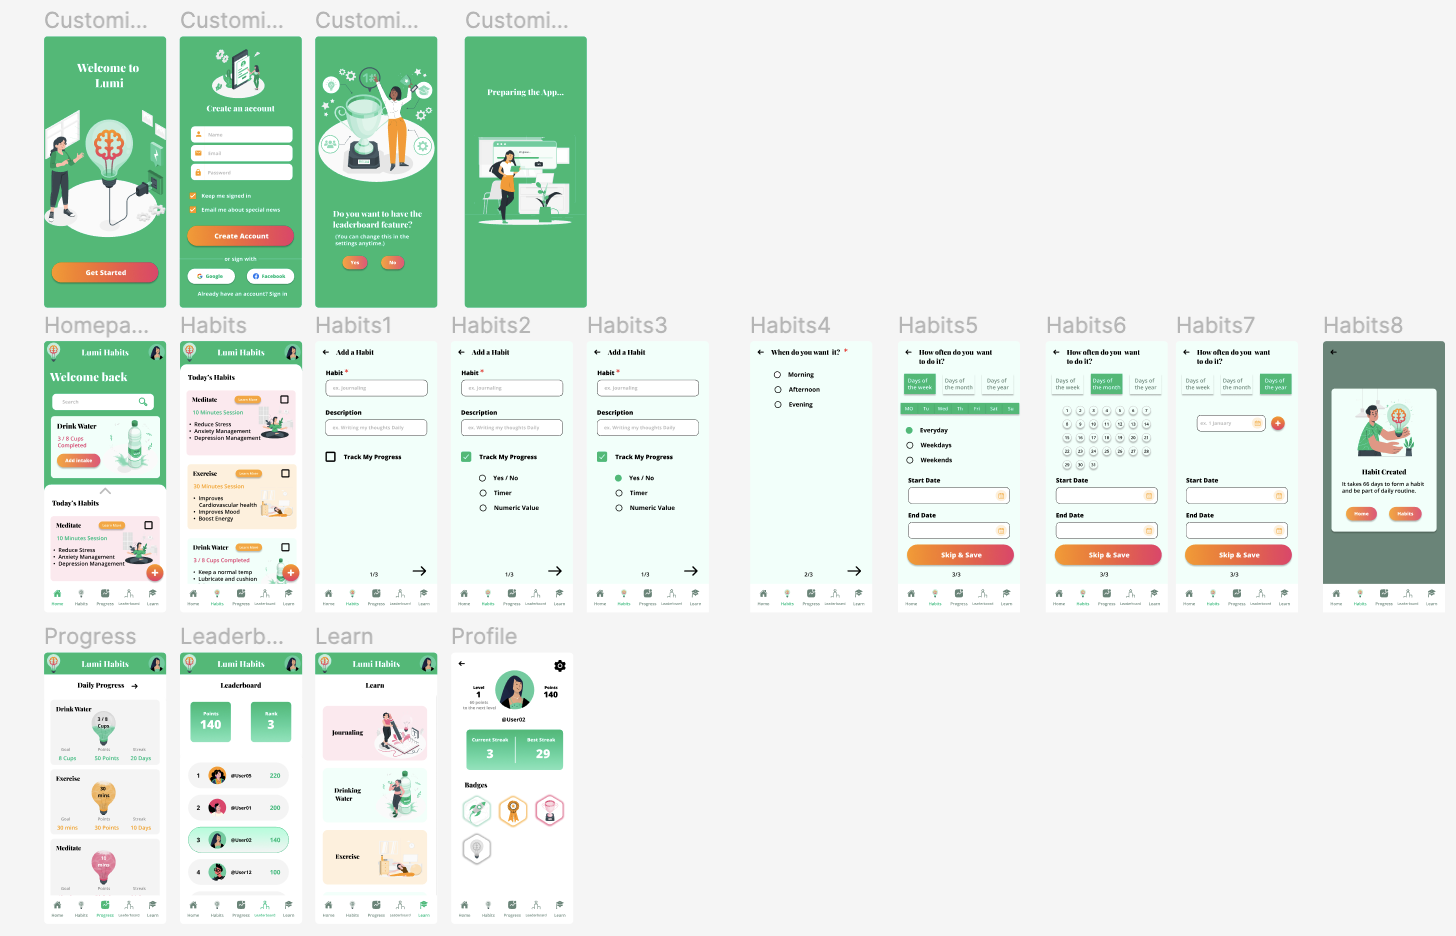 Customi...
Customi...
Customi...
Customi...
Welcome to
Lumi
Get Started
Create an account
Name
Email
Password
Keep me signed in
Email me about special news
Create Account
or sign with
Google
Facebook
Already have an account? Sign in
Do you want to have the
leaderboard feature?
(You can change this in the
settings anytime.)
Yes
No
Preparing the App...
Homepa...
Habits
Habits1
Habits2
Habits3
Habits4
Habits5
Habits6
Habits7
Habits8
Lumi Habits
Welcome back
Search
Drink Water
3 / 8 Cups
Completed
Add Intake
Today's Habits
Meditate
Learn More
10 Minutes Session
• Reduce Stress
• Anxiety Management
• Depression Management
Home
Habits
Progress
Leaderboard
Learn
Lumi Habits
Today's Habits
Meditate
Learn More
10 Minutes Session
• Reduce Stress
• Anxiety Management
• Depression Management
Exercise
Learn More
30 Minutes Session
• Improves
Cardiovascular health
• Improves Mood
• Boost Energy
Drink Water
Learn More
3 / 8 Cups Completed
• Keep a normal temp
• Lubricate and cushion
Home
Habits
Progress
Leaderboard
Learn
Add a Habit
Habit *
ex. Journaling
Description
ex. Writing my thoughts Daily
Track My Progress
1/3
Home
Habits
Progress
Leaderboard
Learn
Add a Habit
Habit *
ex. Journaling
Description
ex. Writing my thoughts Daily
Track My Progress
Yes / No
Timer
Numeric Value
1/3
Home
Habits
Progress
Leaderboard
Learn
Add a Habit
Habit *
ex. Journaling
Description
ex. Writing my thoughts Daily
Track My Progress
Yes / No
Timer
Numeric Value
1/3
Home
Habits
Progress
Leaderboard
Learn
When do you want it? *
Morning
Afternoon
Evening
2/3
Home
Habits
Progress
Leaderboard
Learn
How often do you want
to do it?
Days of
the week
Days of
the month
Days of
the year
MO Tu Wed Th Fri Sat Su
Everyday
Weekdays
Weekends
Start Date
End Date
Skip & Save
3/3
Home
Habits
Progress
Leaderboard
Learn
How often do you want
to do it?
Days of
the week
Days of
the month
Days of
the year
1 2 3 4 5 6 7
8 9 10 11 12 13 14
15 16 17 18 19 20 21
22 23 24 25 26 27 28
29 30 31
Start Date
End Date
Skip & Save
3/3
Home
Habits
Progress
Leaderboard
Learn
How often do you want
to do it?
Days of
the week
Days of
the month
Days of
the year
ex. 1 January
Start Date
End Date
Skip & Save
3/3
Home
Habits
Progress
Leaderboard
Learn
Habit Created
It takes 66 days to form a habit
and be part of daily routine.
Home
Habits
Home
Habits
Progress
Leaderboard
Learn
Progress
Leaderb...
Learn
Profile
Lumi Habits
Daily Progress
Drink Water
3 / 8
Cups
Goal
Points
Streak
8 Cups
50 Points
20 Days
Exercise
30
mins
Goal
Points
Streak
30 mins
30 Points
10 Days
Meditate
mins
Goal
Points
Streak
Home
Habits
Progress
Leaderboard
Learn
Lumi Habits
Leaderboard
Points
140
Rank
3
1 @User05 220
2 @User01 200
3 @User02 140
4 @User12 100
Home
Habits
Progress
Leaderboard
Learn
Lumi Habits
Learn
Journaling
Drinking
Water
Exercise
Home
Habits
Progress
Leaderboard
Learn
Level
1
to the next level
Points
140
@User02
Current Streak
3
Best Streak
29
Badges
Home
Habits
Progress
Leaderboard
Learn